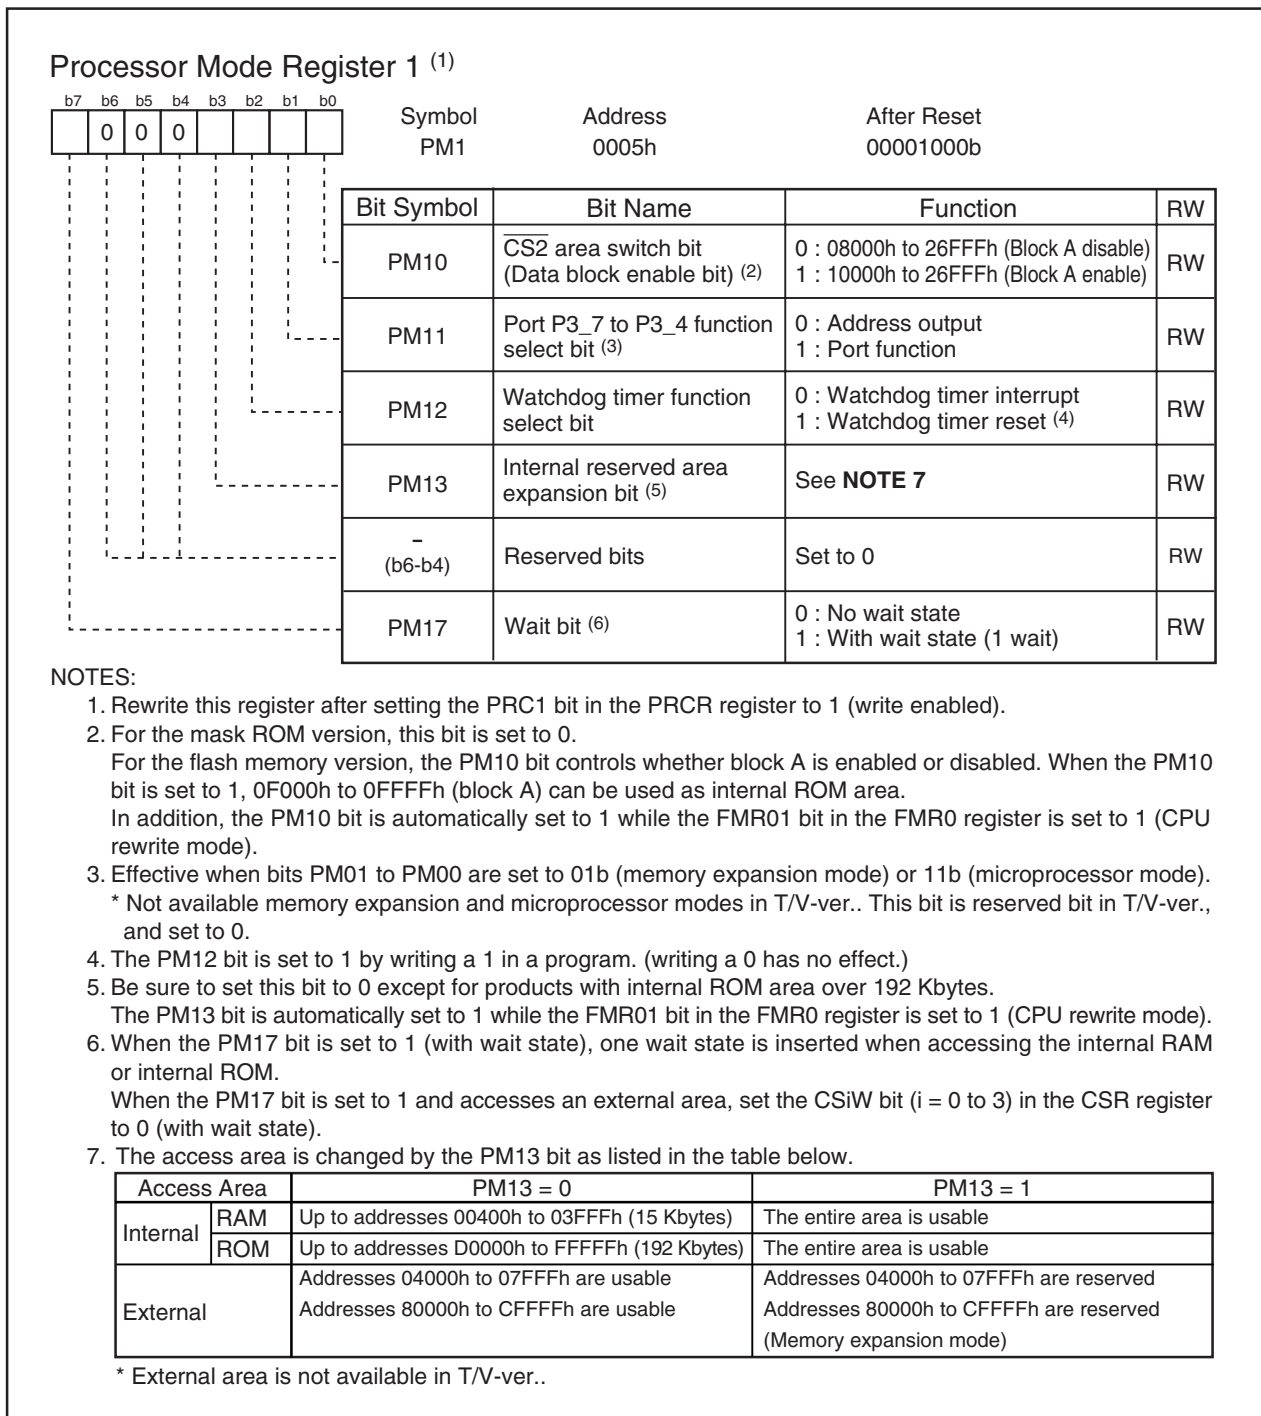 Processor Mode Register 1 (1)
b7 b6 b5 b4 b3 b2 b1 b0
0 0 0
Symbol Address After Reset
PM1 0005h 00001000b
Bit Symbol Bit Name Function RW
PM10 CS2 area switch bit 0 : 08000h to 26FFFh (Block A disable) RW
(Data block enable bit) (2) 1 : 10000h to 26FFFh (Block A enable)
PM11 Port P3_7 to P3_4 function 0 : Address output RW
select bit (3) 1 : Port function
PM12 Watchdog timer function 0 : Watchdog timer interrupt RW
select bit 1 : Watchdog timer reset (4)
PM13 Internal reserved area See NOTE 7 RW
expansion bit (5)
– Reserved bits Set to 0 RW
(b6-b4)
PM17 Wait bit (6) 0 : No wait state RW
1 : With wait state (1 wait)
NOTES:
1. Rewrite this register after setting the PRC1 bit in the PRCR register to 1 (write enabled).
2. For the mask ROM version, this bit is set to 0.
For the flash memory version, the PM10 bit controls whether block A is enabled or disabled. When the PM10
bit is set to 1, 0F000h to 0FFFFh (block A) can be used as internal ROM area.
In addition, the PM10 bit is automatically set to 1 while the FMR01 bit in the FMR0 register is set to 1 (CPU
rewrite mode).
3. Effective when bits PM01 to PM00 are set to 01b (memory expansion mode) or 11b (microprocessor mode).
* Not available memory expansion and microprocessor modes in T/V-ver.. This bit is reserved bit in T/V-ver.,
and set to 0.
4. The PM12 bit is set to 1 by writing a 1 in a program. (writing a 0 has no effect.)
5. Be sure to set this bit to 0 except for products with internal ROM area over 192 Kbytes.
The PM13 bit is automatically set to 1 while the FMR01 bit in the FMR0 register is set to 1 (CPU rewrite mode).
6. When the PM17 bit is set to 1 (with wait state), one wait state is inserted when accessing the internal RAM
or internal ROM.
When the PM17 bit is set to 1 and accesses an external area, set the CSiW bit (i = 0 to 3) in the CSR register
to 0 (with wait state).
7. The access area is changed by the PM13 bit as listed in the table below.
Access Area PM13 = 0 PM13 = 1
Internal RAM Up to addresses 00400h to 03FFFh (15 Kbytes) The entire area is usable
ROM Up to addresses D0000h to FFFFFh (192 Kbytes) The entire area is usable
External Addresses 04000h to 07FFFh are usable Addresses 04000h to 07FFFh are reserved
Addresses 80000h to CFFFFh are usable Addresses 80000h to CFFFFh are reserved
(Memory expansion mode)
* External area is not available in T/V-ver..